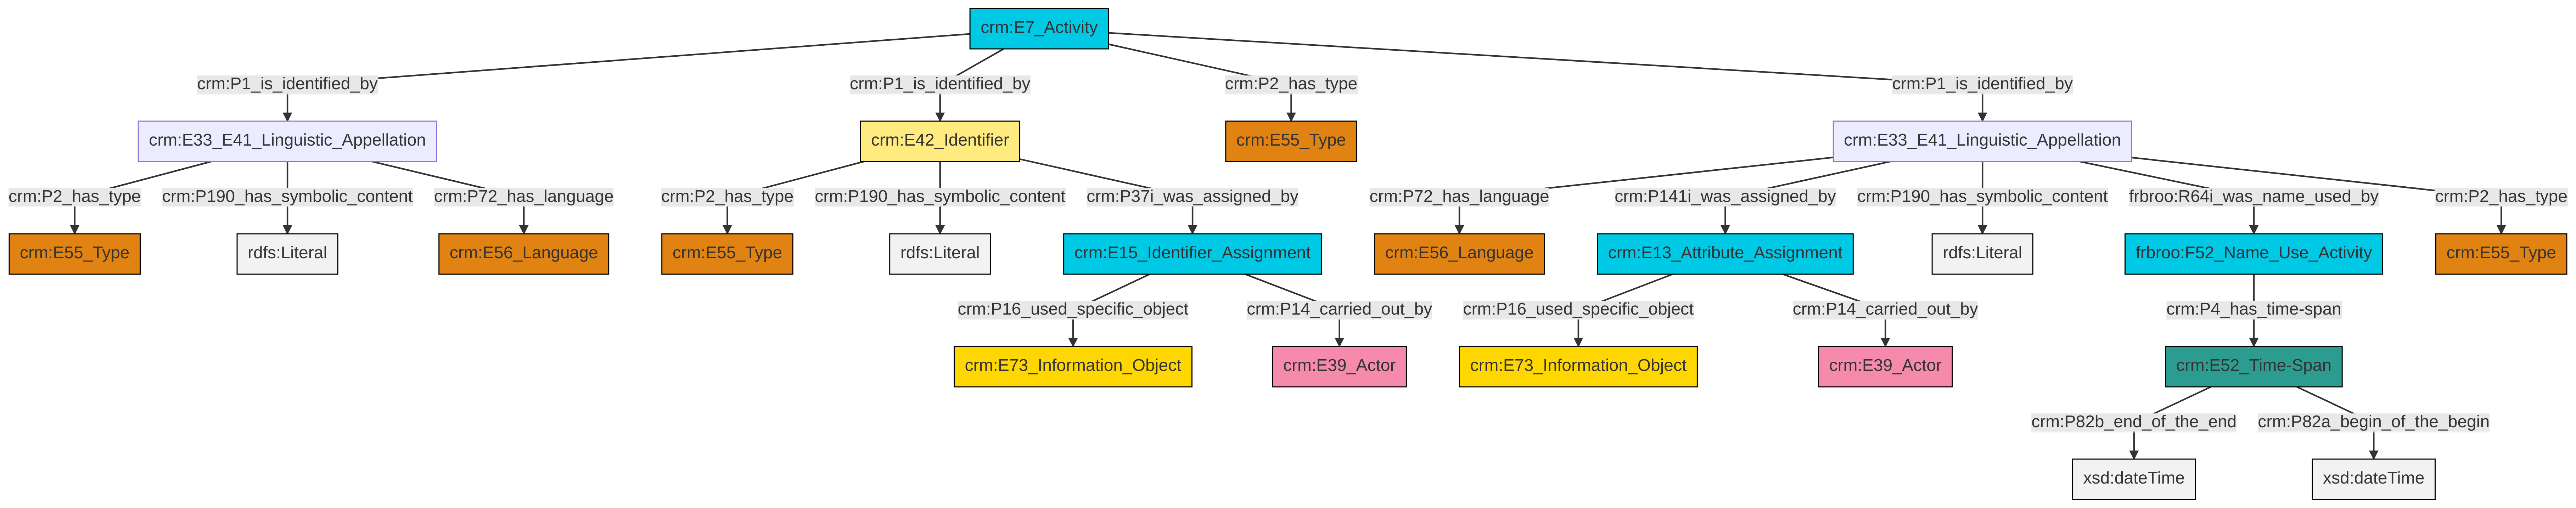 crm:E7_Activity
crm:P1_is_identified_by
crm:P1_is_identified_by
crm:P2_has_type
crm:P1_is_identified_by
crm:E33_E41_Linguistic_Appellation
crm:E42_Identifier
crm:E55_Type
crm:E33_E41_Linguistic_Appellation
crm:P2_has_type
crm:P190_has_symbolic_content
crm:P72_has_language
crm:P2_has_type
crm:P190_has_symbolic_content
crm:P37i_was_assigned_by
crm:P72_has_language
crm:P141i_was_assigned_by
crm:P190_has_symbolic_content
frbroo:R64i_was_name_used_by
crm:P2_has_type
crm:E55_Type
rdfs:Literal
crm:E56_Language
crm:E55_Type
rdfs:Literal
crm:E15_Identifier_Assignment
crm:E56_Language
crm:E13_Attribute_Assignment
rdfs:Literal
frbroo:F52_Name_Use_Activity
crm:E55_Type
crm:P16_used_specific_object
crm:P14_carried_out_by
crm:P16_used_specific_object
crm:P14_carried_out_by
crm:P4_has_time-span
crm:E73_Information_Object
crm:E39_Actor
crm:E73_Information_Object
crm:E39_Actor
crm:E52_Time-Span
crm:P82b_end_of_the_end
crm:P82a_begin_of_the_begin
xsd:dateTime
xsd:dateTime